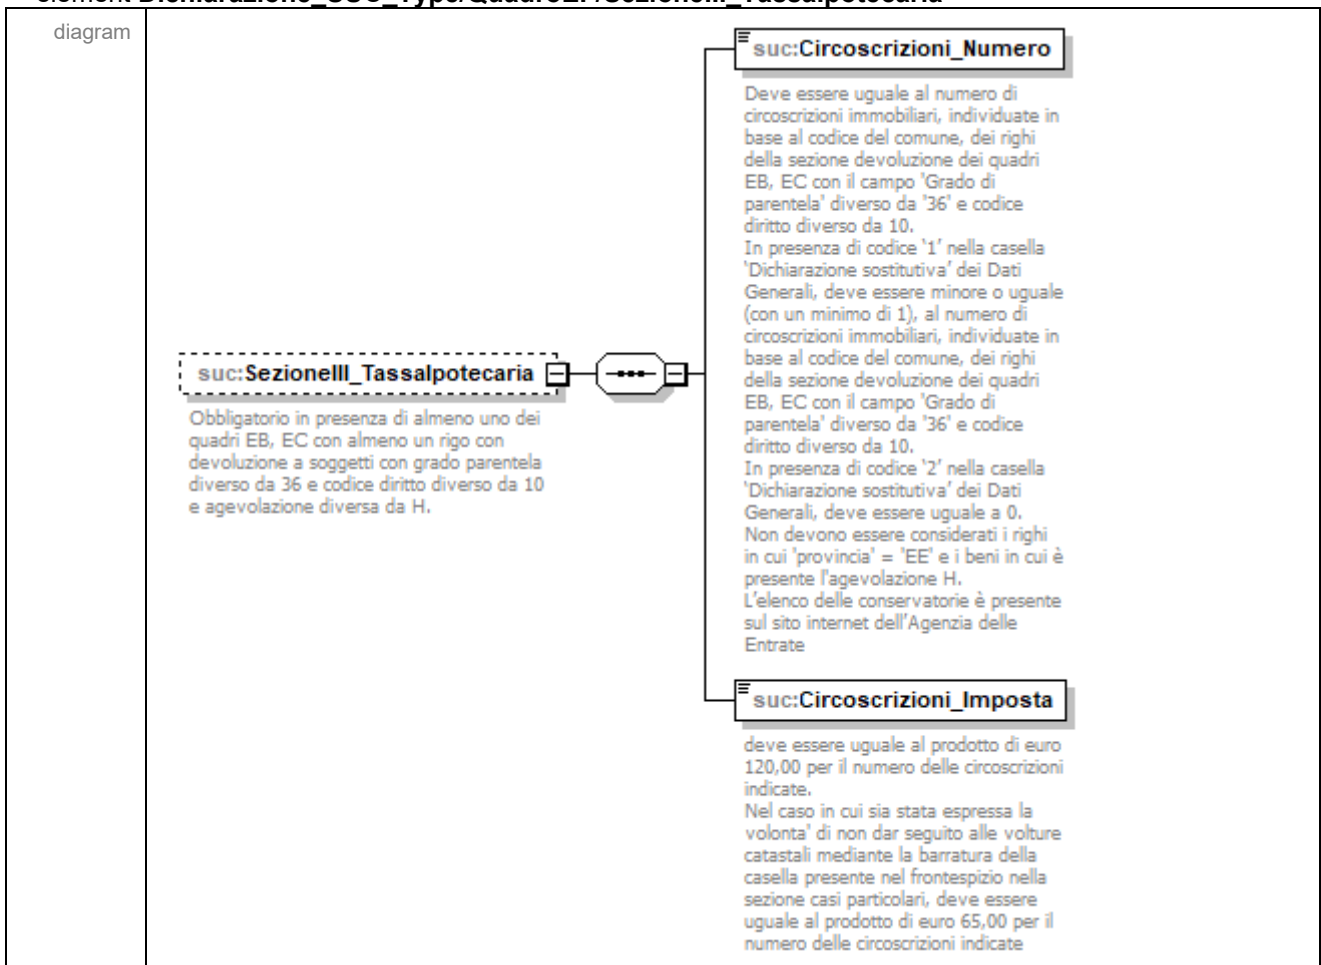 element Dichiarazione_SUC_Type/QuadroEF/SezioneIII_TassaIpotecaria
diagram
suc:Circoscrizioni_Numero
Deve essere uguale al numero di
circoscrizioni immobiliari, individuate in
base al codice del comune, dei righi
della sezione devoluzione dei quadri
EB, EC con il campo 'Grado di
parentela' diverso da '36' e codice
diritto diverso da 10.
In presenza di codice '1' nella casella
'Dichiarazione sostitutiva' dei Dati
Generali, deve essere minore o uguale
(con un minimo di 1), al numero di
circoscrizioni immobiliari, individuate in
base al codice del comune, dei righi
della sezione devoluzione dei quadri
EB, EC con il campo 'Grado di
parentela' diverso da '36' e codice
diritto diverso da 10.
In presenza di codice '2' nella casella
'Dichiarazione sostitutiva' dei Dati
Generali, deve essere uguale a 0.
Non devono essere considerati i righi
in cui 'provincia' = 'EE' e i beni in cui è
presente l'agevolazione H.
L'elenco delle conservatorie è presente
sul sito internet dell'Agenzia delle
Entrate
suc:SezioneIII_TassaIpotecaria
Obbligatorio in presenza di almeno uno dei
quadri EB, EC con almeno un rigo con
devoluzione a soggetti con grado parentela
diverso da 36 e codice diritto diverso da 10
e agevolazione diversa da H.
suc:Circoscrizioni_Imposta
deve essere uguale al prodotto di euro
120,00 per il numero delle circoscrizioni
indicate.
Nel caso in cui sia stata espressa la
volonta' di non dar seguito alle volture
catastali mediante la barratura della
casella presente nel frontespizio nella
sezione casi particolari, deve essere
uguale al prodotto di euro 65,00 per il
numero delle circoscrizioni indicate